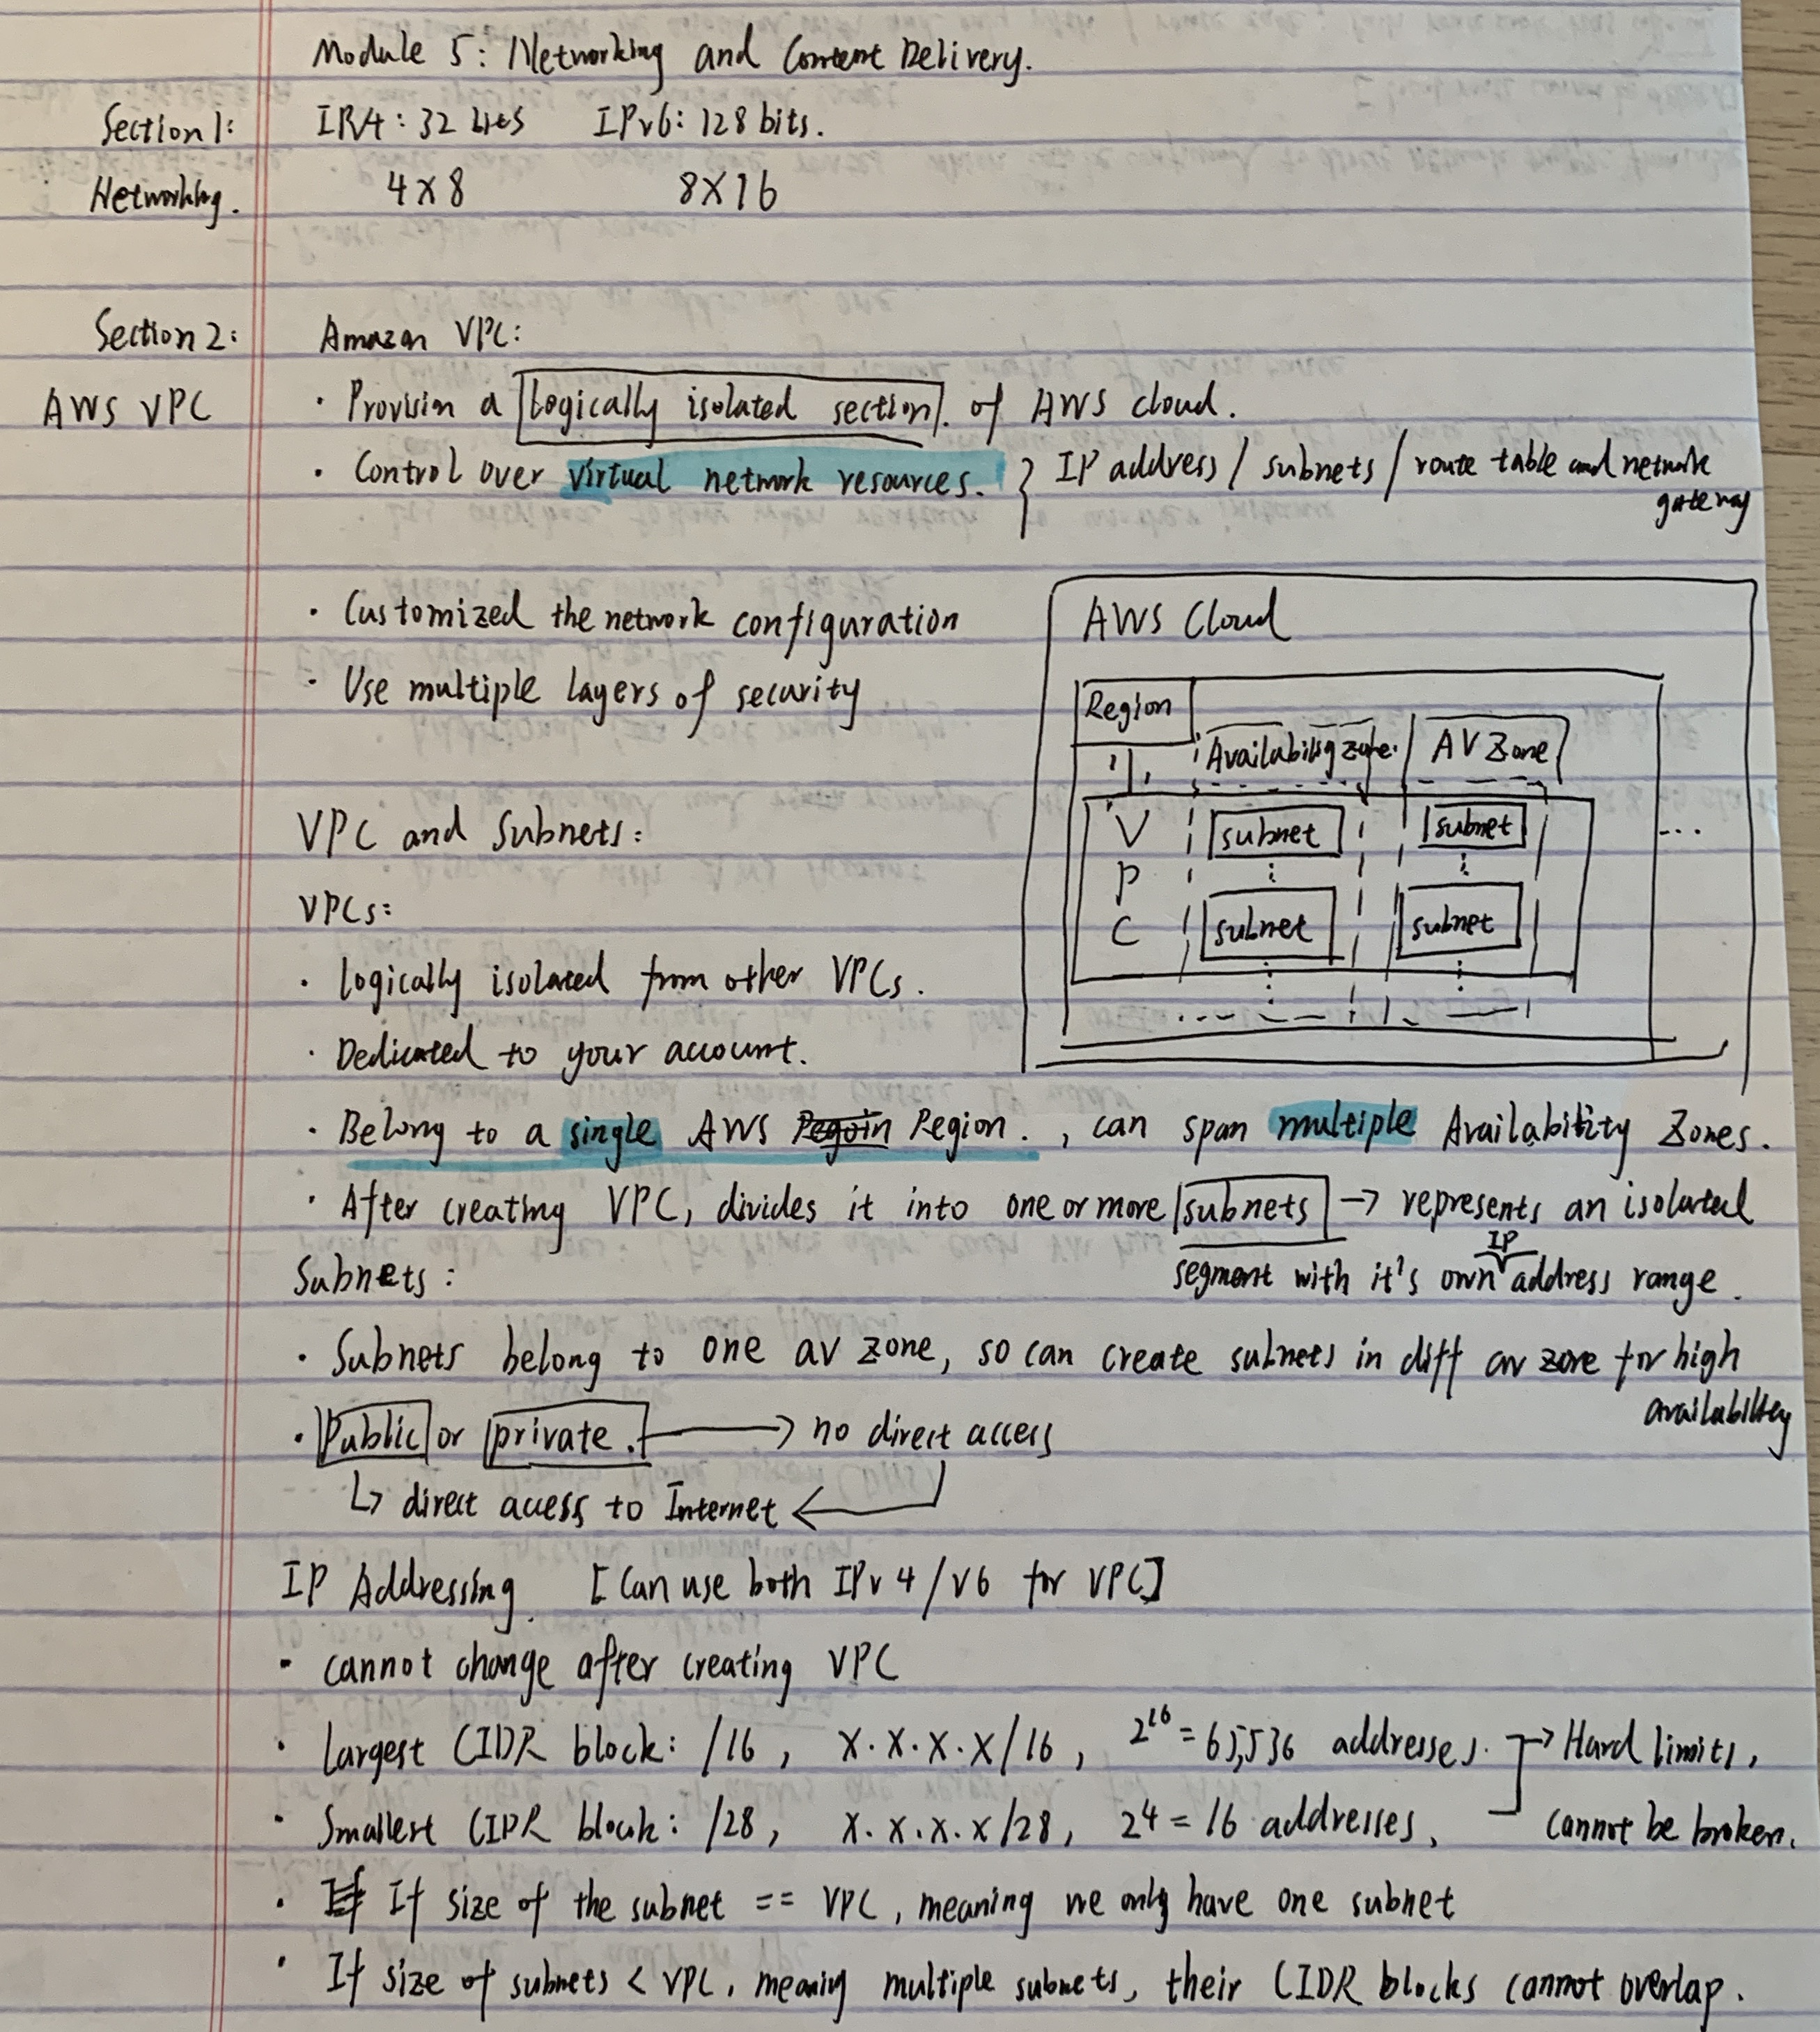 Module 5: Networking and Content Delivery.
Section 1: IPv4: 32 bits IPv6: 128 bits.
Networking. 4X8 8X16
Section 2: Amazon VPC:
AWS VPC · Provision a logically isolated section. of AWS cloud.
· Control over virtual network resources. } IP address / subnets / route table and network
gateway
· Customized the network configuration
· Use multiple layers of security
AWS Cloud
Region
Availability zone. AV Zone
VPC
subnet subnet
subnet subnet
...
VPC and Subnets:
VPCs:
· logically isolated from other VPCs.
· Dedicated to your account.
· Belong to a single AWS Regoin Region. , can span multiple Availability Zones.
· After creating VPC, divides it into one or more subnets → represents an isolated
segment with it's own IP address range.
Subnets:
· Subnets belong to one av zone, so can create subnets in diff av zone for high
availability
· Public or private. → no direct access
↳ direct access to Internet ←
IP Addressing. [Can use both IPv4/v6 for VPC]
· cannot change after creating VPC
· largest CIDR block: /16, X.X.X.X/16, 2^16 = 65,536 addresses. → Hard limits,
· Smallest CIDR block: /28, X.X.X.X/28, 2^4 = 16 addresses, cannot be broken.
· If If size of the subnet == VPC, meaning we only have one subnet
· If size of subnets < VPC, meaning multiple subnets, their CIDR blocks cannot overlap.